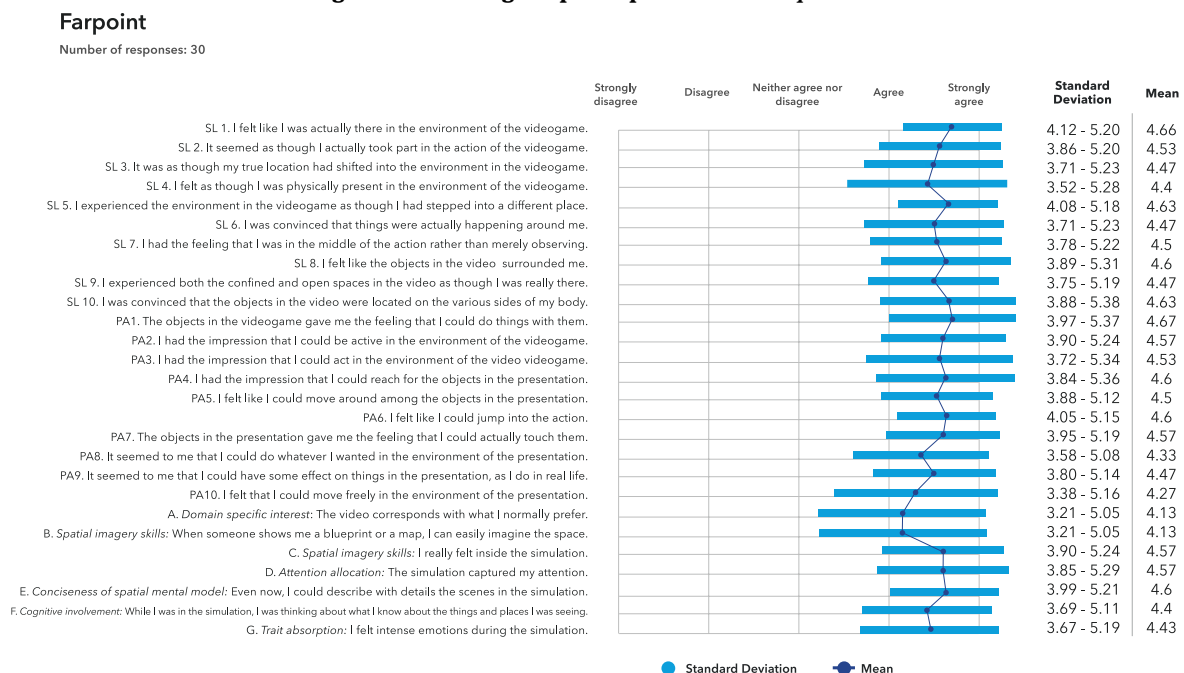 Farpoint
Number of responses: 30
Strongly disagree Disagree Neither agree nor disagree Agree Strongly agree Standard Deviation Mean
SL 1. I felt like I was actually there in the environment of the videogame. 4.12 - 5.20 4.66
SL 2. It seemed as though I actually took part in the action of the videogame. 3.86 - 5.20 4.53
SL 3. It was as though my true location had shifted into the environment in the videogame. 3.71 - 5.23 4.47
SL 4. I felt as though I was physically present in the environment of the videogame. 3.52 - 5.28 4.4
SL 5. I experienced the environment in the videogame as though I had stepped into a different place. 4.08 - 5.18 4.63
SL 6. I was convinced that things were actually happening around me. 3.71 - 5.23 4.47
SL 7. I had the feeling that I was in the middle of the action rather than merely observing. 3.78 - 5.22 4.5
SL 8. I felt like the objects in the video surrounded me. 3.89 - 5.31 4.6
SL 9. I experienced both the confined and open spaces in the video as though I was really there. 3.75 - 5.19 4.47
SL 10. I was convinced that the objects in the video were located on the various sides of my body. 3.88 - 5.38 4.63
PA1. The objects in the videogame gave me the feeling that I could do things with them. 3.97 - 5.37 4.67
PA2. I had the impression that I could be active in the environment of the videogame. 3.90 - 5.24 4.57
PA3. I had the impression that I could act in the environment of the video videogame. 3.72 - 5.34 4.53
PA4. I had the impression that I could reach for the objects in the presentation. 3.84 - 5.36 4.6
PA5. I felt like I could move around among the objects in the presentation. 3.88 - 5.12 4.5
PA6. I felt like I could jump into the action. 4.05 - 5.15 4.6
PA7. The objects in the presentation gave me the feeling that I could actually touch them. 3.95 - 5.19 4.57
PA8. It seemed to me that I could do whatever I wanted in the environment of the presentation. 3.58 - 5.08 4.33
PA9. It seemed to me that I could have some effect on things in the presentation, as I do in real life. 3.80 - 5.14 4.47
PA10. I felt that I could move freely in the environment of the presentation. 3.38 - 5.16 4.27
A. Domain specific interest: The video corresponds with what I normally prefer. 3.21 - 5.05 4.13
B. Spatial imagery skills: When someone shows me a blueprint or a map, I can easily imagine the space. 3.21 - 5.05 4.13
C. Spatial imagery skills: I really felt inside the simulation. 3.90 - 5.24 4.57
D. Attention allocation: The simulation captured my attention. 3.85 - 5.29 4.57
E. Conciseness of spatial mental model: Even now, I could describe with details the scenes in the simulation. 3.99 - 5.21 4.6
F. Cognitive involvement: While I was in the simulation, I was thinking about what I know about the things and places I was seeing. 3.69 - 5.11 4.4
G. Trait absorption: I felt intense emotions during the simulation. 3.67 - 5.19 4.43
Standard Deviation Mean